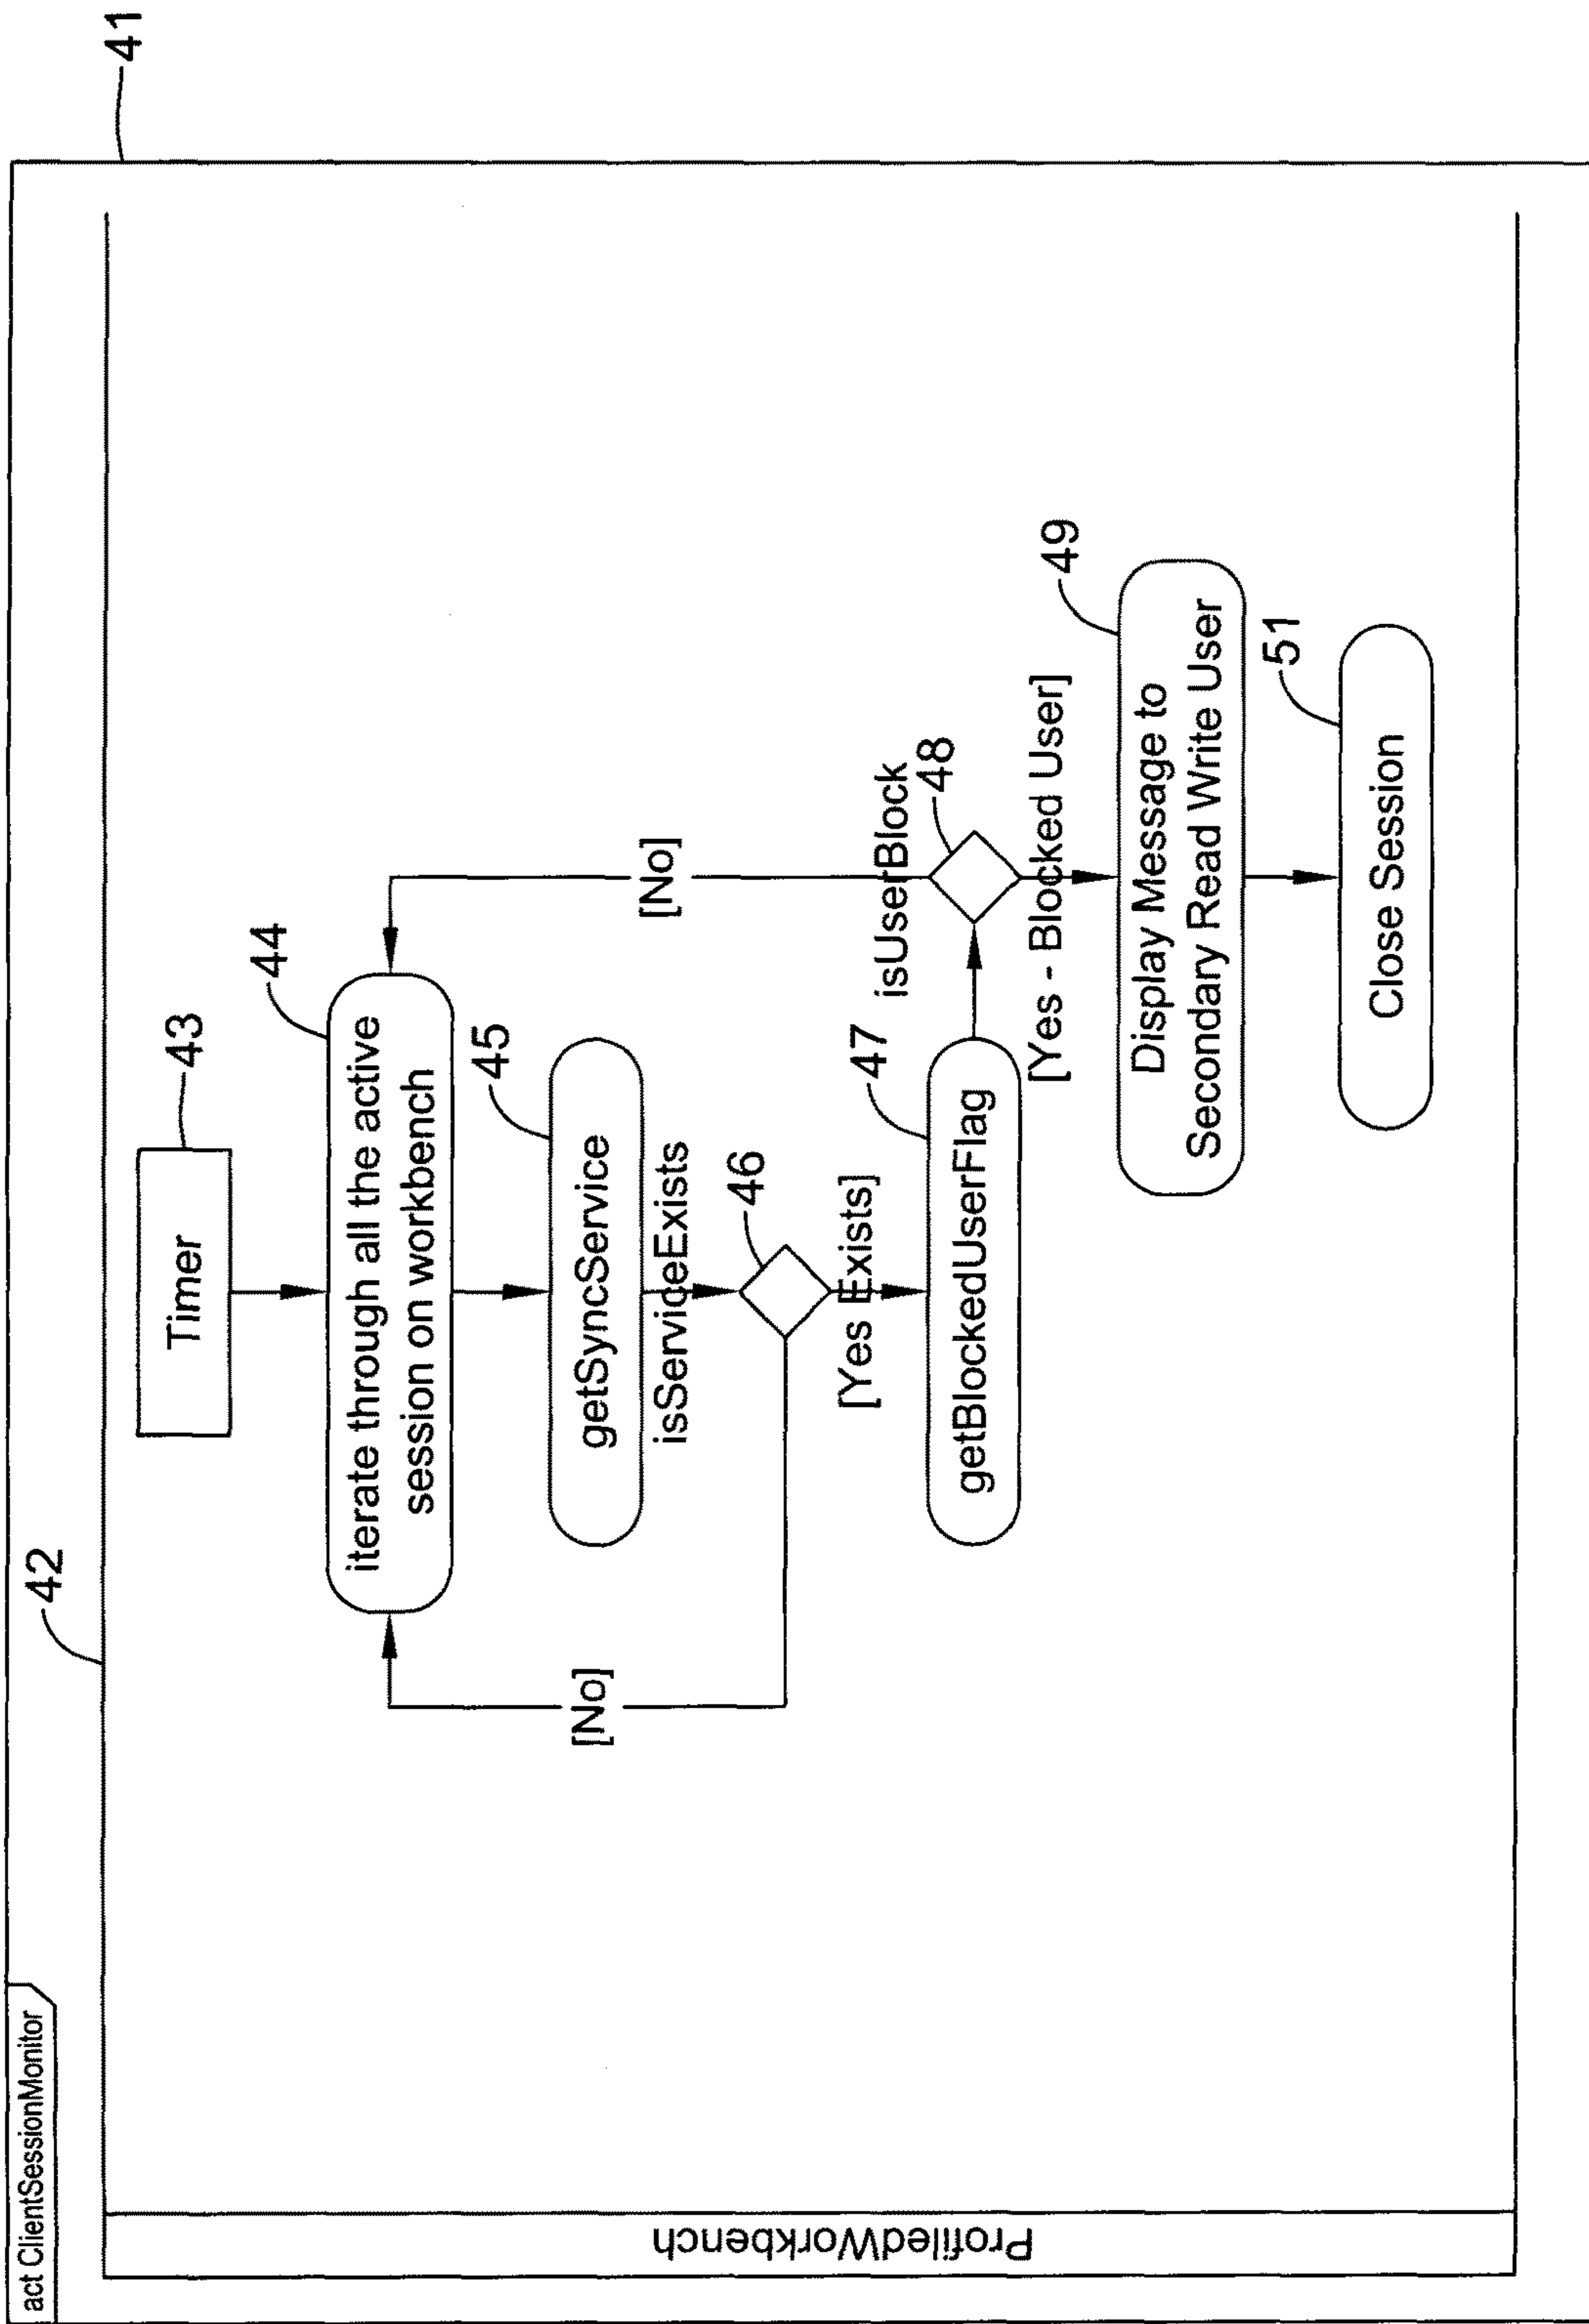 act ClientSessionMonitor
41
42
ProfiledWorkbench
Timer
43
iterate through all the active
session on workbench
44
getSyncService
45
isServiceExists
46
[No]
[Yes Exists]
getBlockedUserFlag
47
isUserBlock
48
[No]
[Yes - Blocked User]
Display Message to
Secondary Read Write User
49
Close Session
51